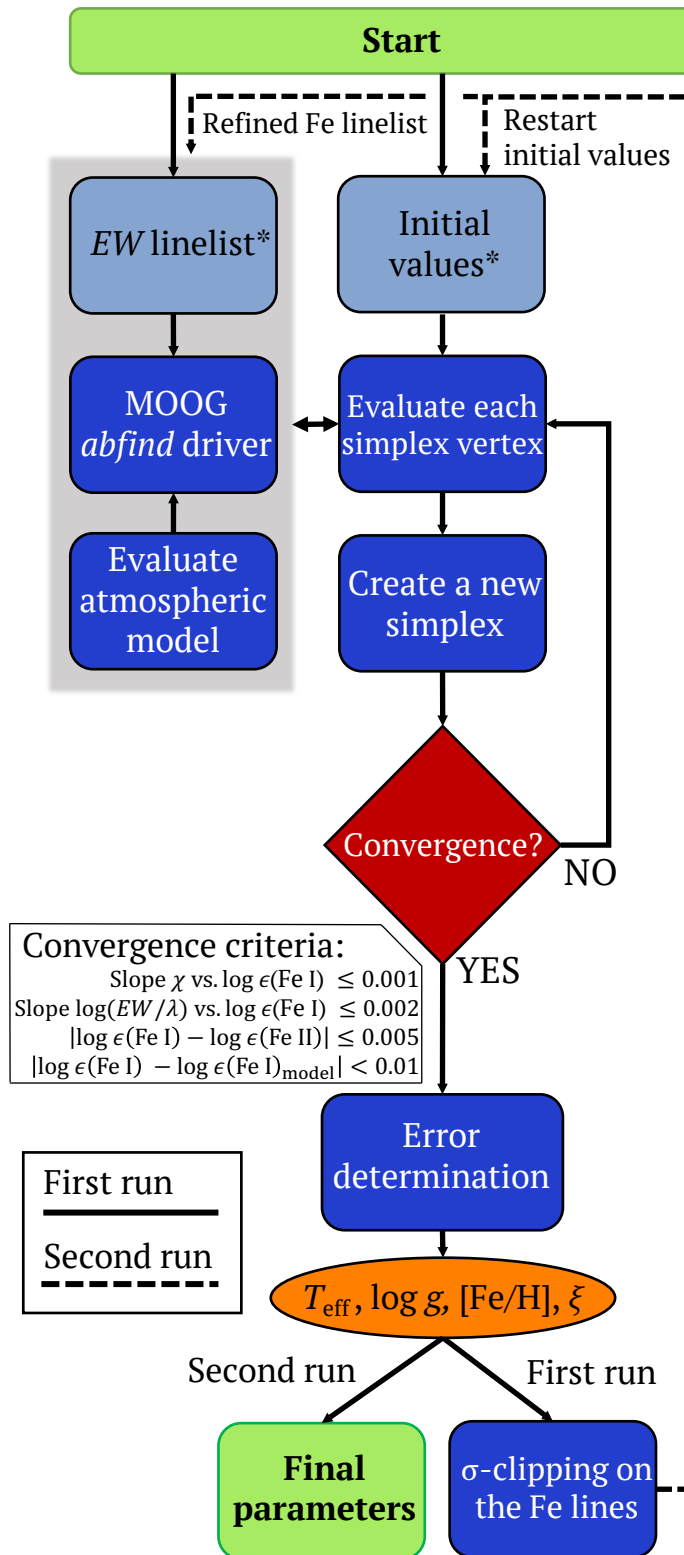 Start
Refined Fe linelist
Restart
initial values
EW linelist*
Initial
values*
MOOG
abfind driver
Evaluate each
simplex vertex
Evaluate
atmospheric
model
Create a new
simplex
Convergence?
NO
YES
Convergence criteria:
Slope χ vs. log ϵ(Fe I) ≤ 0.001
Slope log(EW/λ) vs. log ϵ(Fe I) ≤ 0.002
|log ϵ(Fe I) − log ϵ(Fe II)| ≤ 0.005
|log ϵ(Fe I) − log ϵ(Fe I)model| < 0.01
Error
determination
First run
Second run
Teff, log g, [Fe/H], ξ
Second run
First run
Final
parameters
σ-clipping on
the Fe lines